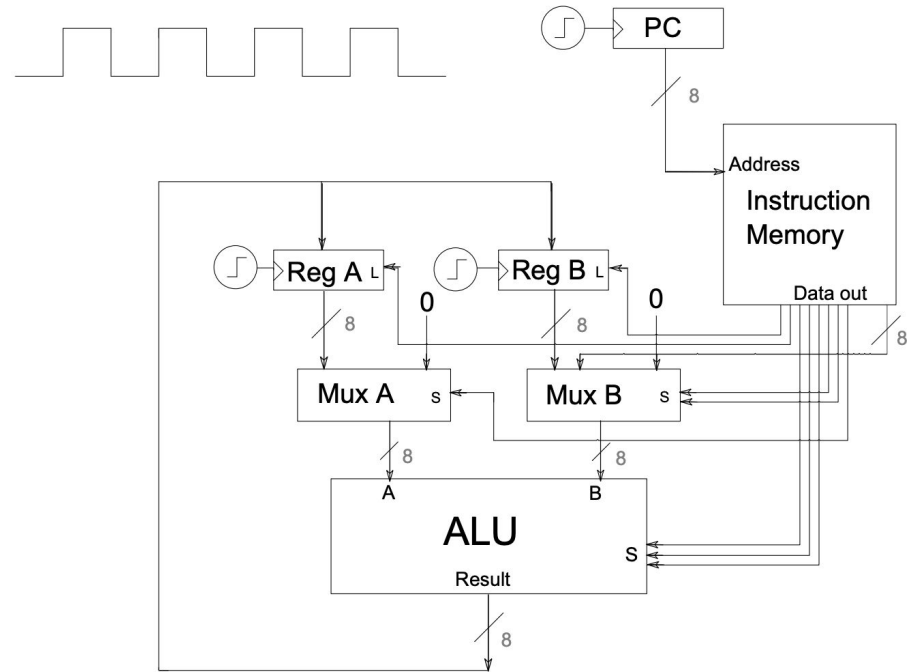 PC
8
Address
Instruction
Memory
Data out
8
Reg A L
Reg B L
8
0
8
0
Mux A S
Mux B S
8
8
A
B
ALU
S
Result
8